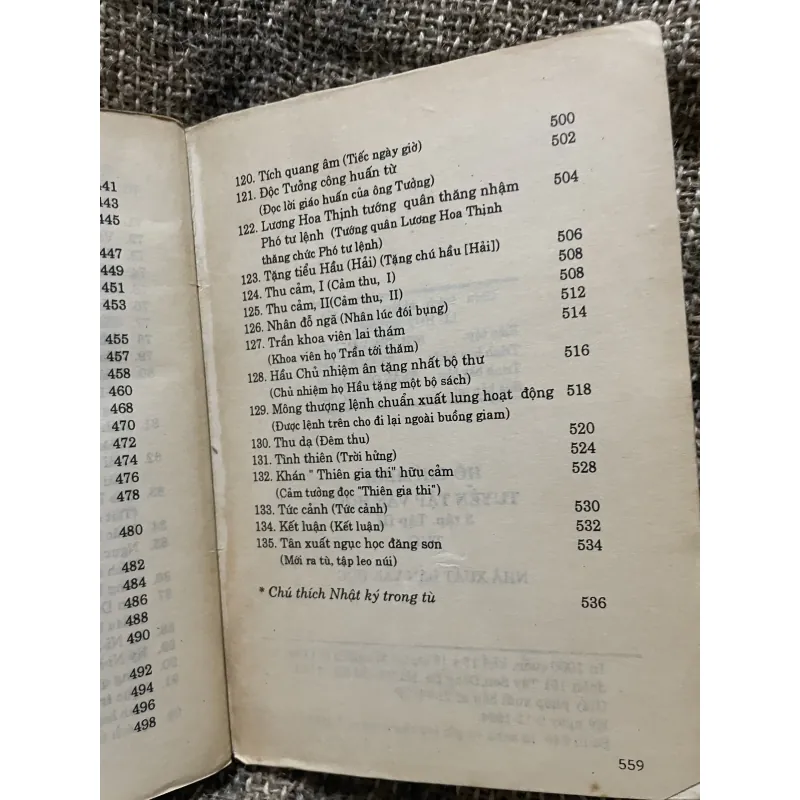 441
443
445
447
449
451
453
455
457
458
460
468
470
472
474
476
478
480
482
484
486
488
490
492
494
496
498
120. Tích quang âm (Tiếc ngày giờ) 500
121. Độc Tưởng công huấn từ 502
(Đọc lời giáo huấn của ông Tưởng)
122. Lương Hoa Thịnh tướng quân thăng nhậm 504
Phó tư lệnh (Tướng quân Lương Hoa Thịnh
thăng chức Phó tư lệnh)
123. Tặng tiểu Hầu (Hải) (Tặng chú hầu [Hải]) 506
124. Thu cảm, I (Cảm thu, I) 508
125. Thu cảm, II(Cảm thu, II) 508
126. Nhân đỗ ngã (Nhân lúc đói bụng) 512
127. Trần khoa viên lai thám 514
(Khoa viên họ Trần tới thăm)
128. Hầu Chủ nhiệm ân tặng nhất bộ thư 516
(Chủ nhiệm họ Hầu tặng một bộ sách)
129. Mông thượng lệnh chuẩn xuất lung hoạt động 518
(Được lệnh trên cho đi lại ngoài buồng giam)
130. Thu dạ (Đêm thu) 520
131. Tình thiên (Trời hửng) 524
132. Khán " Thiên gia thi" hữu cảm 528
(Cảm tưởng đọc "Thiên gia thi")
133. Tức cảnh (Tức cảnh) 530
134. Kết luận (Kết luận) 532
135. Tân xuất ngục học đăng sơn 534
(Mới ra tù, tập leo núi)
* Chú thích Nhật ký trong tù 536
559